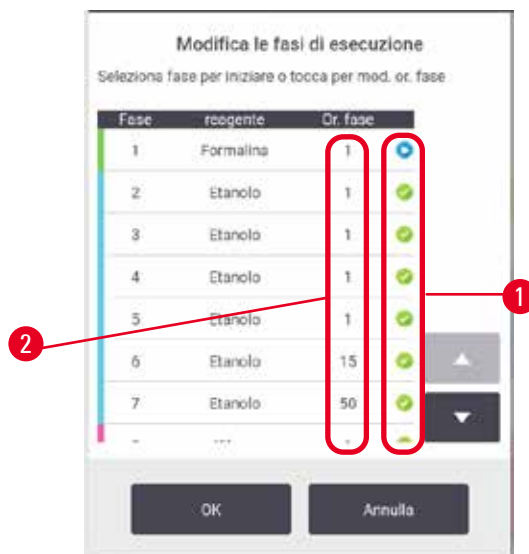 Modifica le fasi di esecuzione
Seleziona fase per iniziare o tocca per mod. or. fase
Fase reagente Or. fase
1 Formalina 1
2 Etanolo 1
3 Etanolo 1
4 Etanolo 1
5 Etanolo 1
6 Etanolo 15
7 Etanolo 50
OK Annulla
1
2